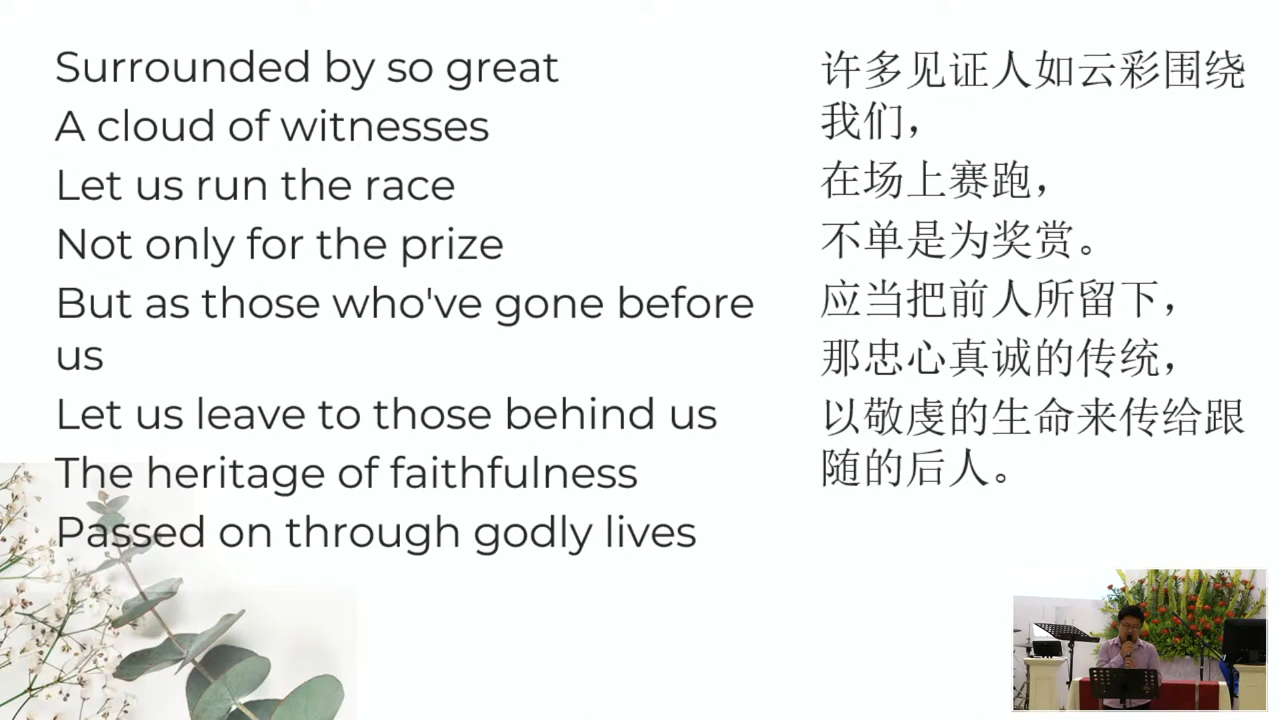 Surrounded by so great
A cloud of witnesses
Let us run the race
Not only for the prize
But as those who've gone before
us
Let us leave to those behind us
The heritage of faithfulness
Passed on through godly lives
许多见证人如云彩围绕
我们，
在场上赛跑，
不单是为奖赏。
应当把前人所留下，
那忠心真诚的传统，
以敬虔的生命来传给跟
随的后人。